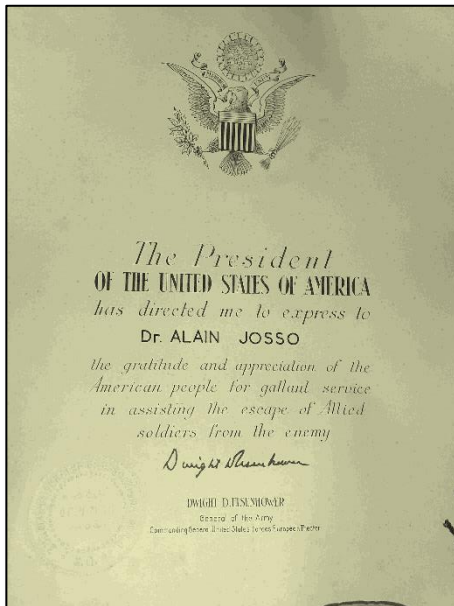 The President
OF THE UNITED STATES OF AMERICA
has directed me to express to
Dr. ALAIN JOSSO
the gratitude and appreciation of the
American people for gallant service
in assisting the escape of Allied
soldiers from the enemy
Dwight D Eisenhower
DWIGHT D. EISENHOWER
General of the Army
Commanding General United States Forces European Theater